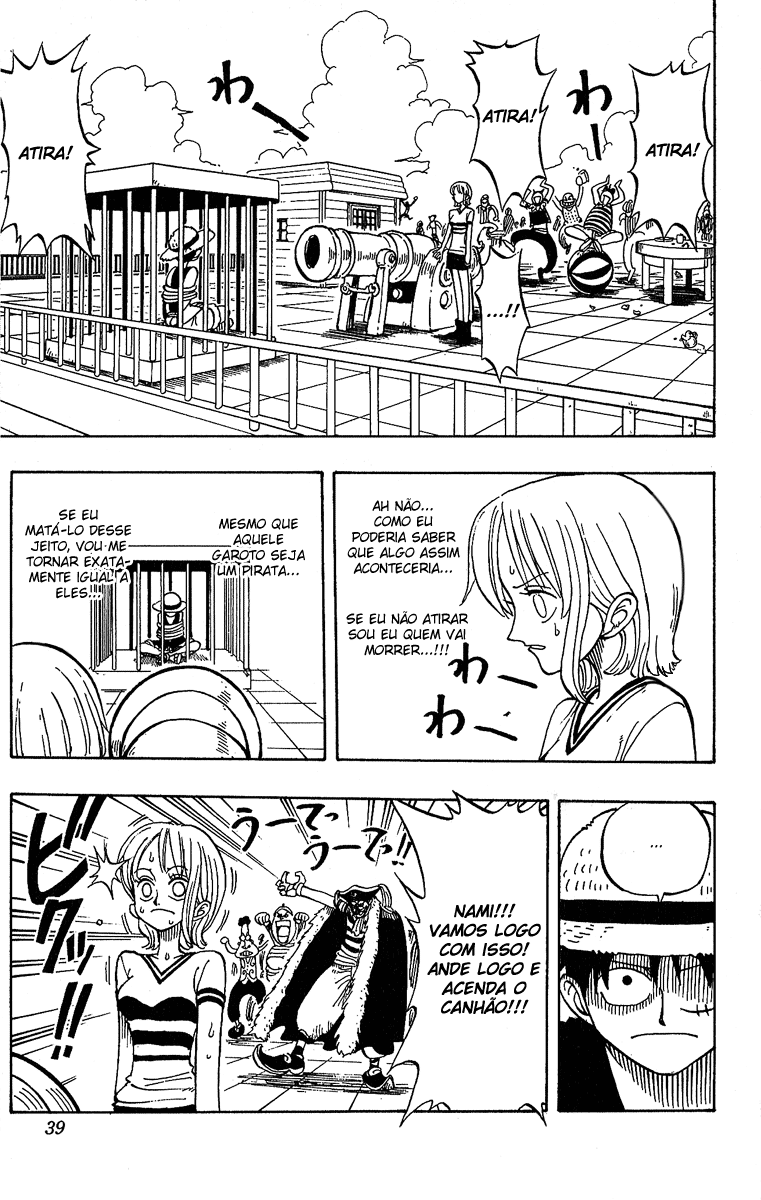 ATIRA!
わー
ATIRA!
わー
ATIRA!
...!!
AH NÃO...
COMO EU
PODERIA SABER
QUE ALGO ASSIM
ACONTECERIA...
SE EU NÃO ATIRAR
SOU EU QUEM VAI
MORRER...!!!
わー
わー
MESMO QUE
AQUELE
GAROTO SEJA
UM PIRATA...
SE EU
MATÁ-LO DESSE
JEITO, VOU ME
TORNAR EXATA-
MENTE IGUAL A
ELES!!!
...
NAMI!!!
VAMOS LOGO
COM ISSO!
ANDE LOGO E
ACENDA O
CANHÃO!!!
うーてっ
うーてっ!!
ビクッ
39